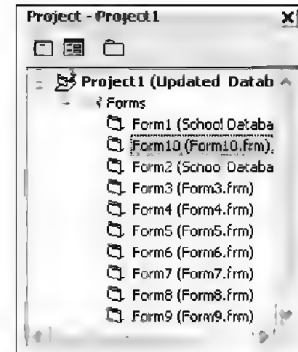 Project - Project1
Project1 (Updated Datab
Forms
Form1 (School Databa
Form10 (Form10.frm)
Form2 (School Databa
Form3 (Form3.frm)
Form4 (Form4.frm)
Form5 (Form5.frm)
Form6 (Form6.frm)
Form7 (Form7.frm)
Form8 (Form8.frm)
Form9 (Form9.frm)